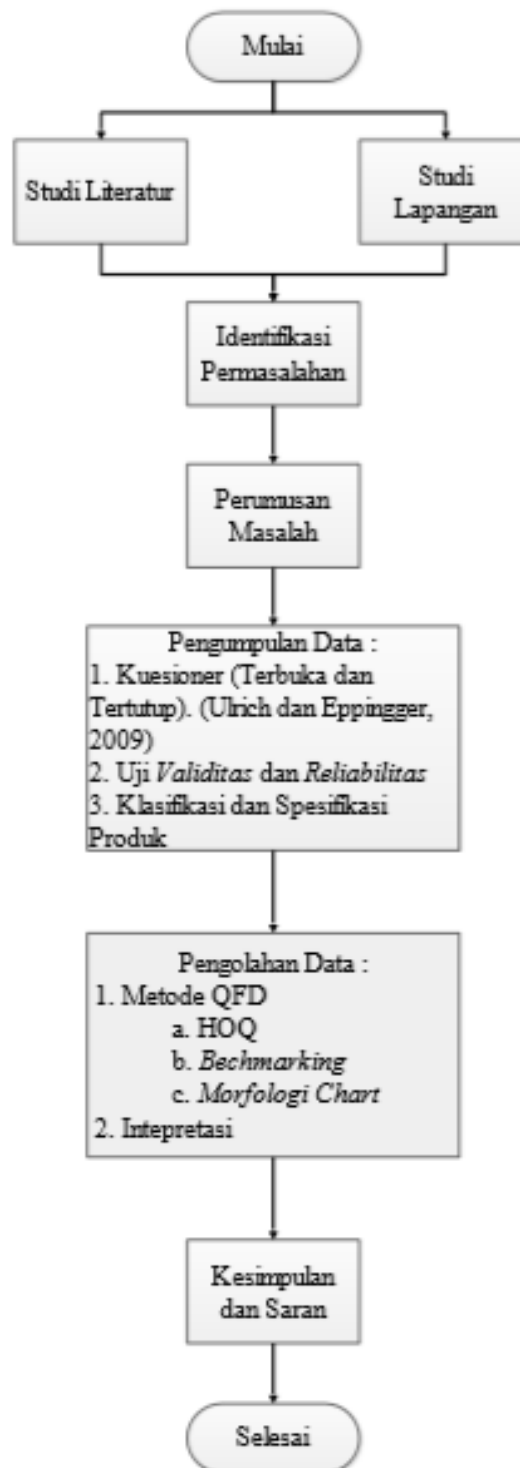 Mulai
Studi Literatur
Studi
Lapangan
Identifikasi
Permasalahan
Perumusan
Masalah
Pengumpulan Data :
1. Kuesioner (Terbuka dan
Tertutup). (Ulrich dan Eppingger,
2009)
2. Uji Validitas dan Reliabilitas
3. Klasifikasi dan Spesifikasi
Produk
Pengolahan Data :
1. Metode QFD
a. HOQ
b. Bechmarking
c. Morfologi Chart
2. Intepretasi
Kesimpulan
dan Saran
Selesai